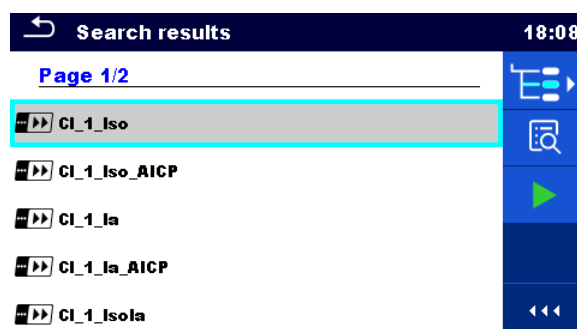 Search results
18:08
Page 1/2
CI_1_Iso
CI_1_Iso_AICP
CI_1_Ia
CI_1_Ia_AICP
CI_1_IsoIa